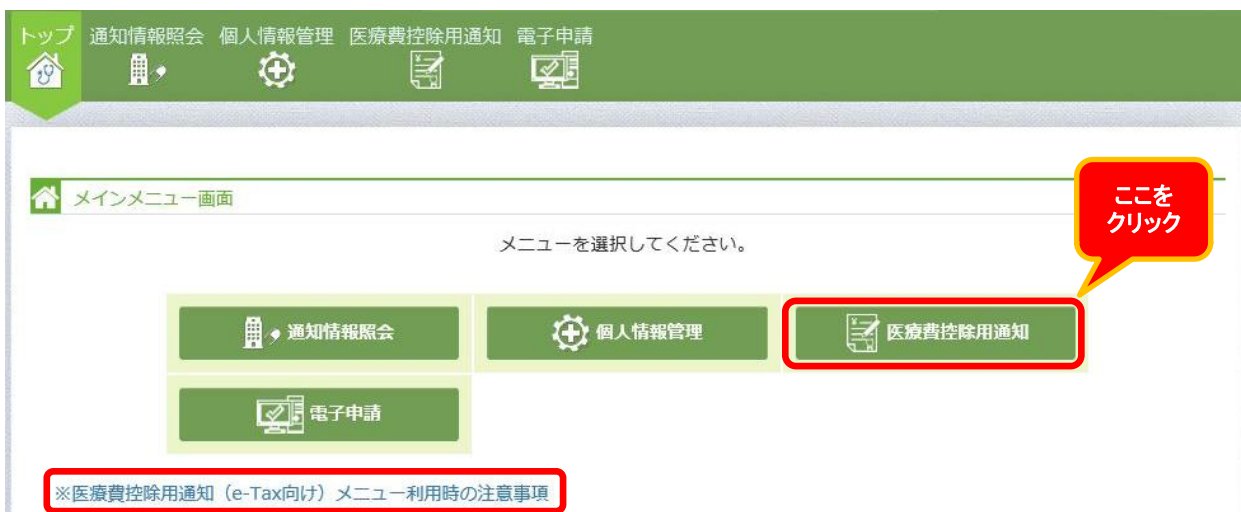 トップ 通知情報照会 個人情報管理 医療費控除用通知 電子申請
メインメニュー画面
ここを
クリック
メニューを選択してください。
通知情報照会 個人情報管理 医療費控除用通知
電子申請
※医療費控除用通知（e-Tax向け）メニュー利用時の注意事項